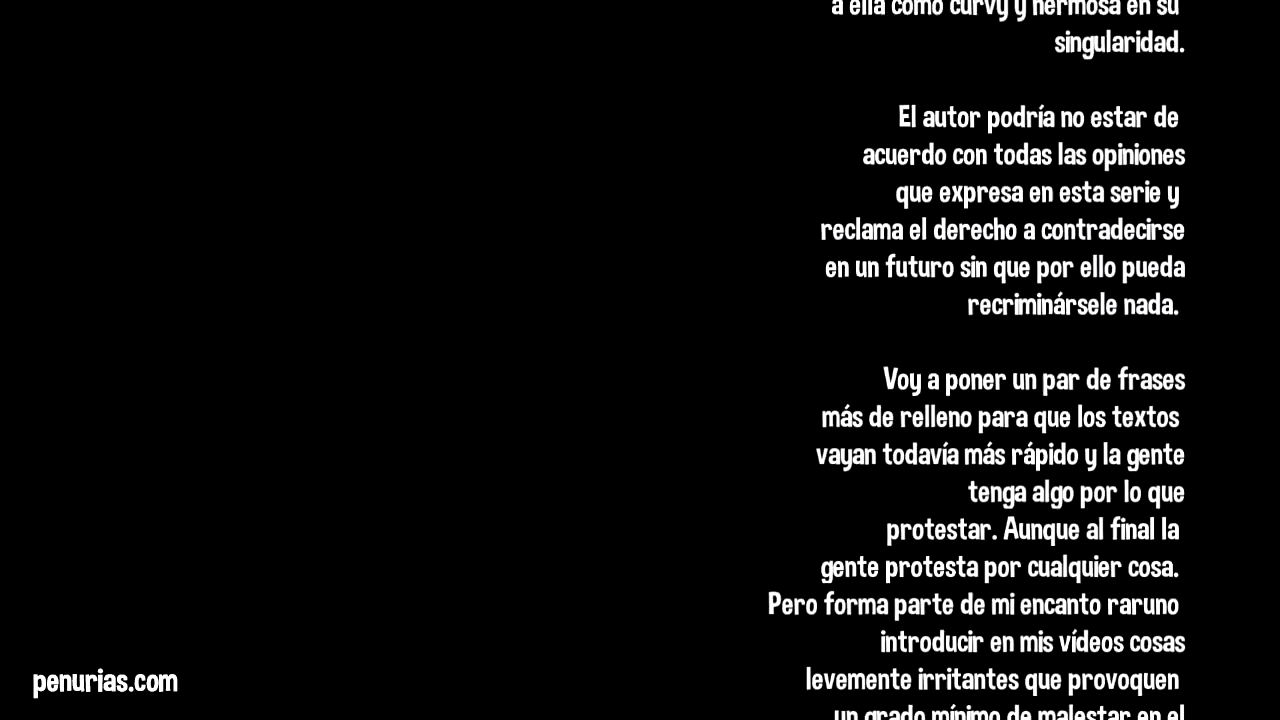 a ella como curvy y hermosa en su
singularidad.
El autor podría no estar de
acuerdo con todas las opiniones
que expresa en esta serie y
reclama el derecho a contradecirse
en un futuro sin que por ello pueda
recriminársele nada.
Voy a poner un par de frases
más de relleno para que los textos
vayan todavía más rápido y la gente
tenga algo por lo que
protestar. Aunque al final la
gente protesta por cualquier cosa.
Pero forma parte de mi encanto raruno
introducir en mis vídeos cosas
levemente irritantes que provoquen
un grado mínimo de malestar en el
penurias.com